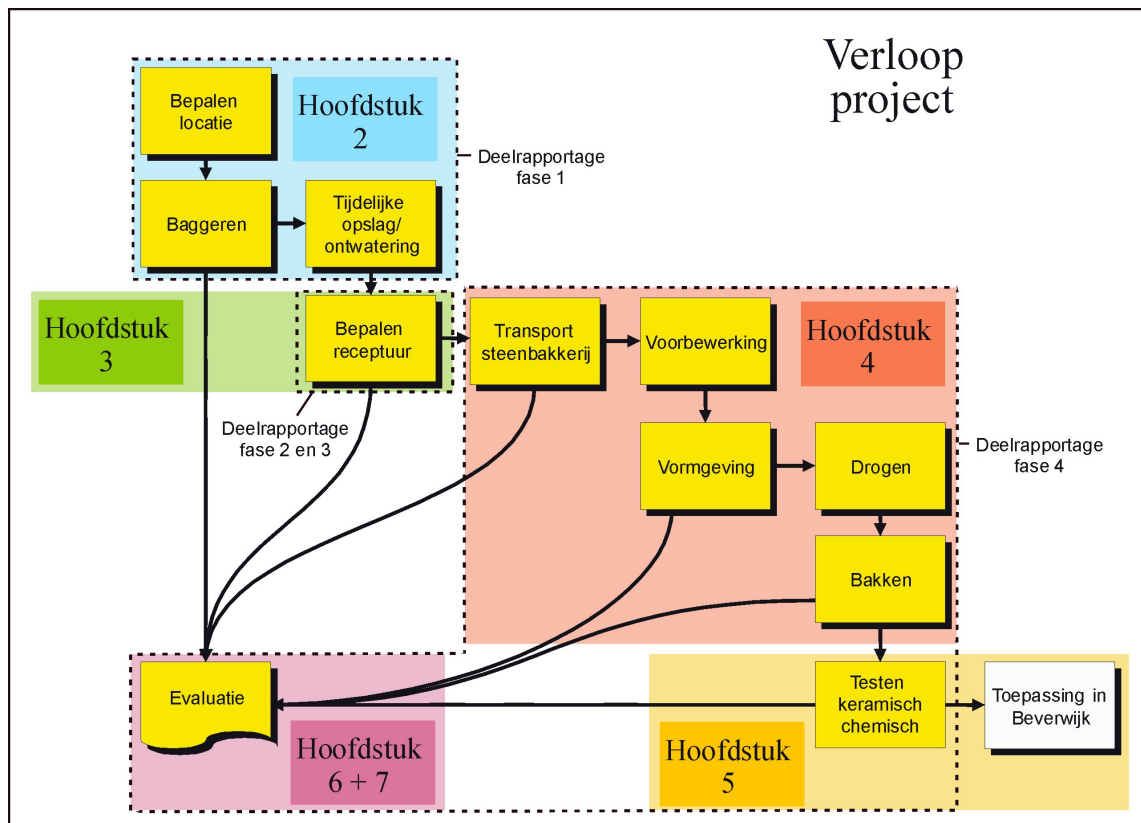 Verloop
project
Bepalen
locatie
Hoofdstuk
2
Deelrapportage
fase 1
Baggeren
Tijdelijke
opslag/
ontwatering
Hoofdstuk
3
Bepalen
receptuur
Transport
steenbakkerij
Voorbewerking
Hoofdstuk
4
Deelrapportage
fase 2 en 3
Vormgeving
Drogen
Deelrapportage
fase 4
Bakken
Evaluatie
Testen
keramisch
chemisch
Toepassing in
Beverwijk
Hoofdstuk
6 + 7
Hoofdstuk
5